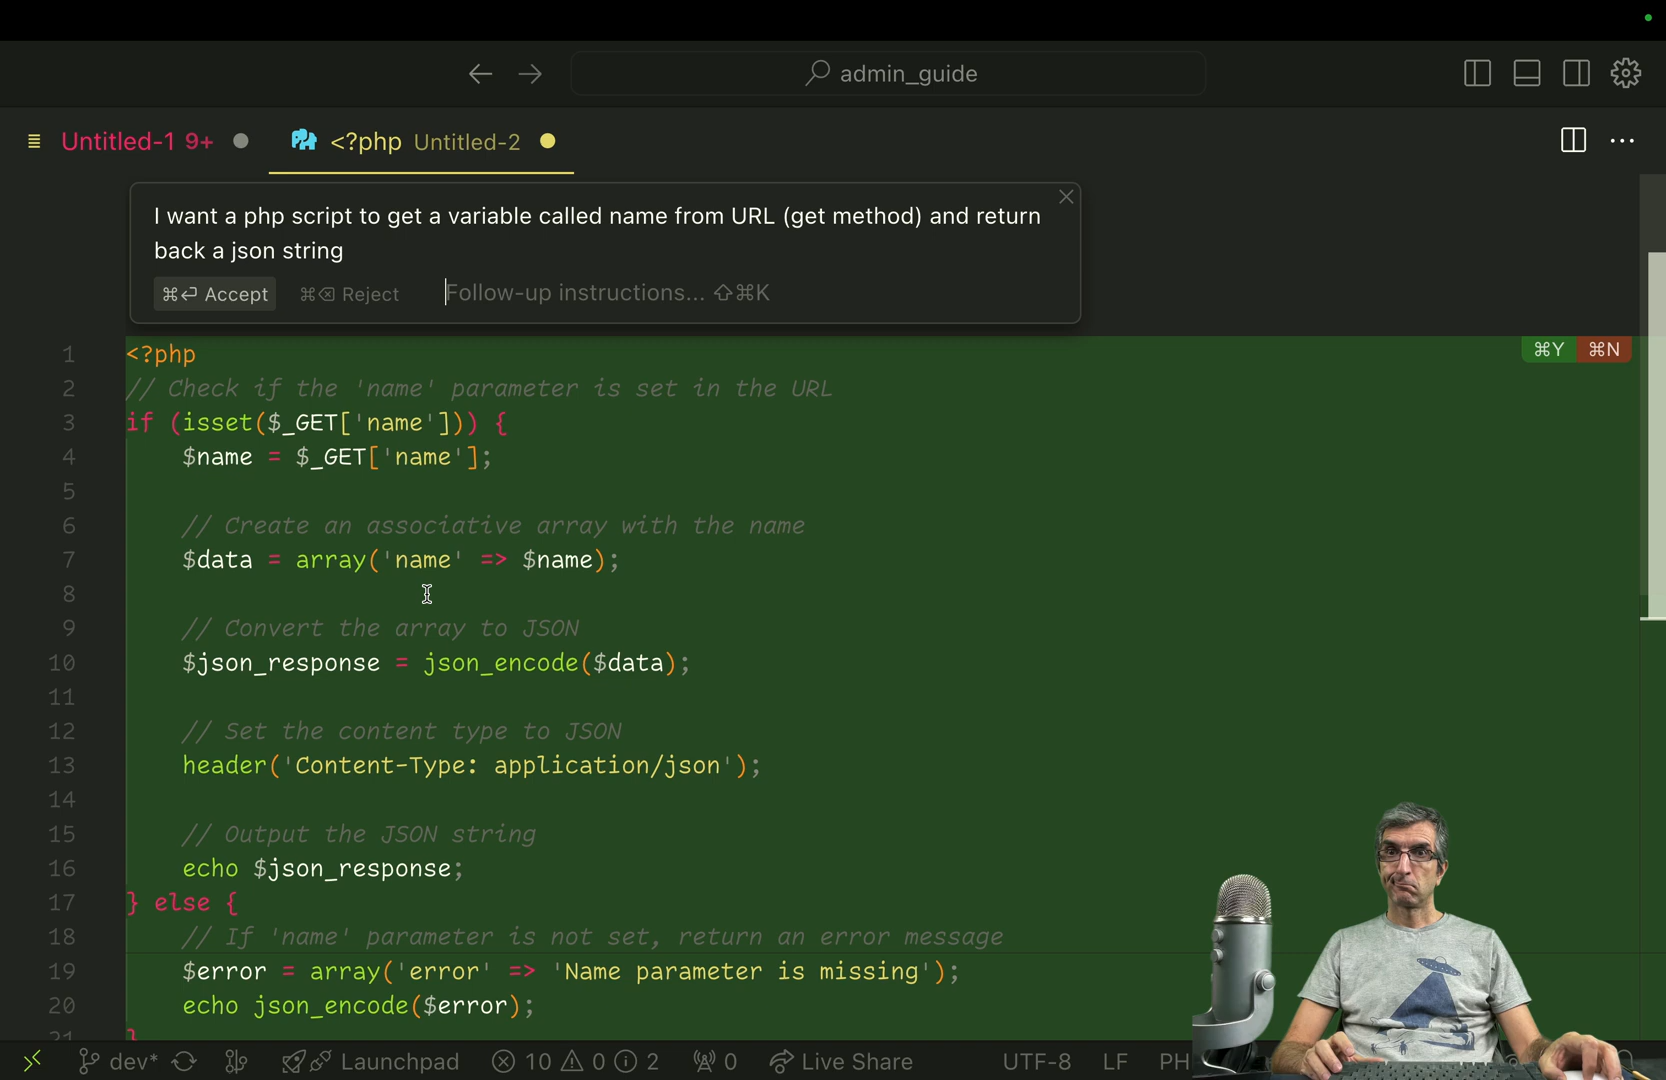 admin_guide
Untitled-1 9+ <?php Untitled-2
I want a php script to get a variable called name from URL (get method) and return
back a json string
⌘⏎ Accept ⌘⌫ Reject Follow-up instructions... ⇧⌘K
⌘Y ⌘N
1 <?php
2 // Check if the 'name' parameter is set in the URL
3 if (isset($_GET['name'])) {
4 $name = $_GET['name'];
5
6 // Create an associative array with the name
7 $data = array('name' => $name);
8
9 // Convert the array to JSON
10 $json_response = json_encode($data);
11
12 // Set the content type to JSON
13 header('Content-Type: application/json');
14
15 // Output the JSON string
16 echo $json_response;
17 } else {
18 // If 'name' parameter is not set, return an error message
19 $error = array('error' => 'Name parameter is missing');
20 echo json_encode($error);
21 }
dev* Launchpad 10 0 2 0 Live Share UTF-8 LF PH